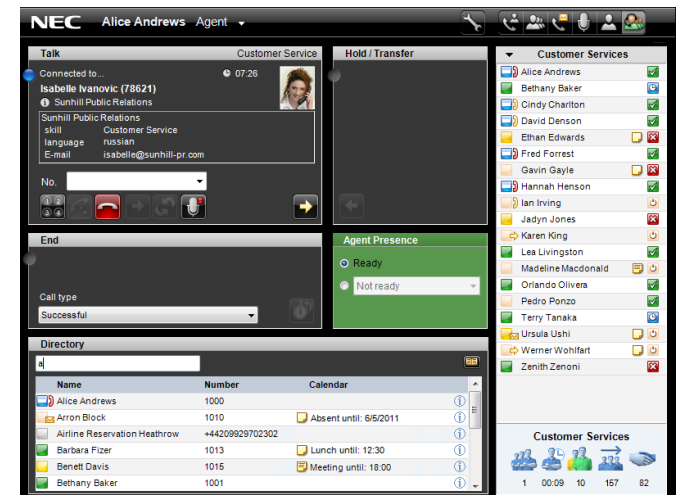 NEC Alice Andrews Agent
Talk Customer Service
Connected to... 07:26
Isabelle Ivanovic (78621)
Sunhill Public Relations
Sunhill Public Relations
skill Customer Service
language russian
E-mail isabelle@sunhill-pr.com
No.
1 2
3 4
Hold / Transfer
End
Call type
Successful
Agent Presence
Ready
Not ready
Directory
a
Name Number Calendar
Alice Andrews 1000
Arron Block 1010 Absent until: 6/5/2011
Airline Reservation Heathrow +44209929702302
Barbara Fizer 1013 Lunch until: 12:30
Benett Davis 1015 Meeting until: 18:00
Bethany Baker 1001
Customer Services
Alice Andrews
Bethany Baker
Cindy Charlton
David Denson
Ethan Edwards
Fred Forrest
Gavin Gayle
Hannah Henson
Ian Irving
Jadyn Jones
Karen King
Lea Livingston
Madeline Macdonald
Orlando Olivera
Pedro Ponzo
Terry Tanaka
Ursula Ushi
Werner Wohlfart
Zenith Zenoni
Customer Services
1 00:09 10 157 82